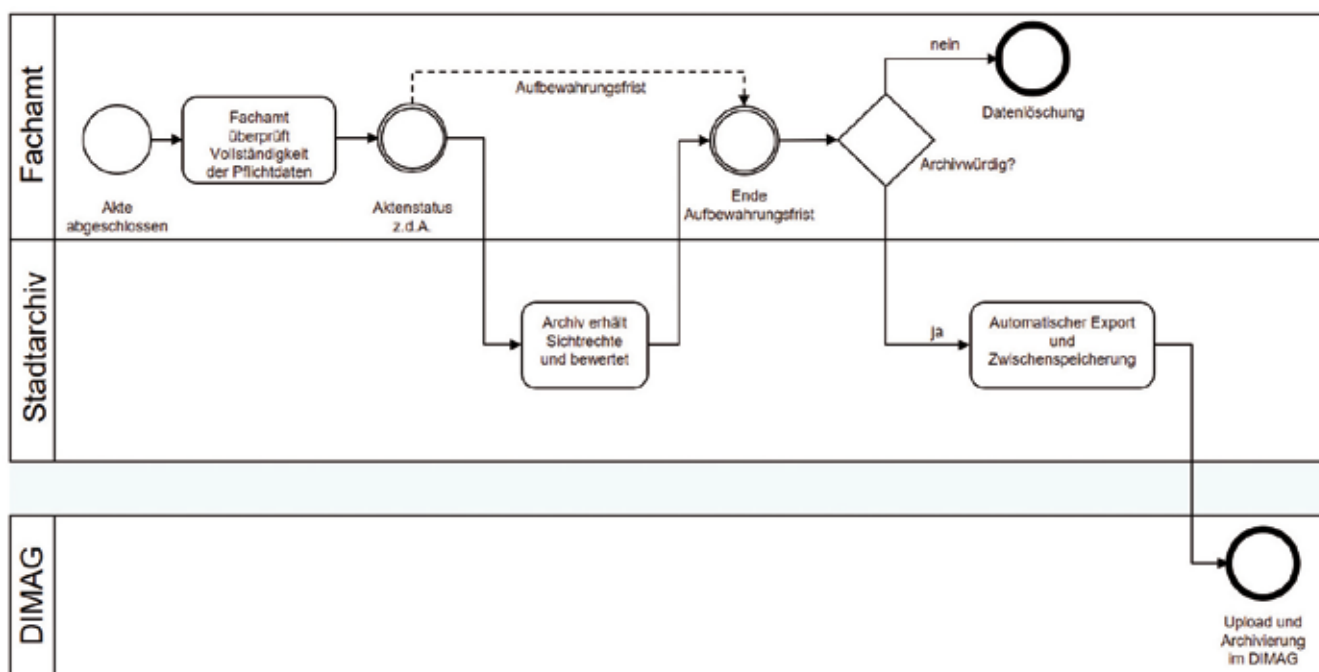 Fachamt
Akte
abgeschlossen
Fachamt
überprüft
Vollständigkeit
der Pflichtdaten
Aktenstatus
z.d.A.
Aufbewahrungsfrist
Ende
Aufbewahrungsfrist
Archivwürdig?
nein
Datenlöschung
Stadtarchiv
Archiv erhält
Sichtrechte
und bewertet
ja
Automatischer Export
und
Zwischenspeicherung
DIMAG
Upload und
Archivierung
im DIMAG